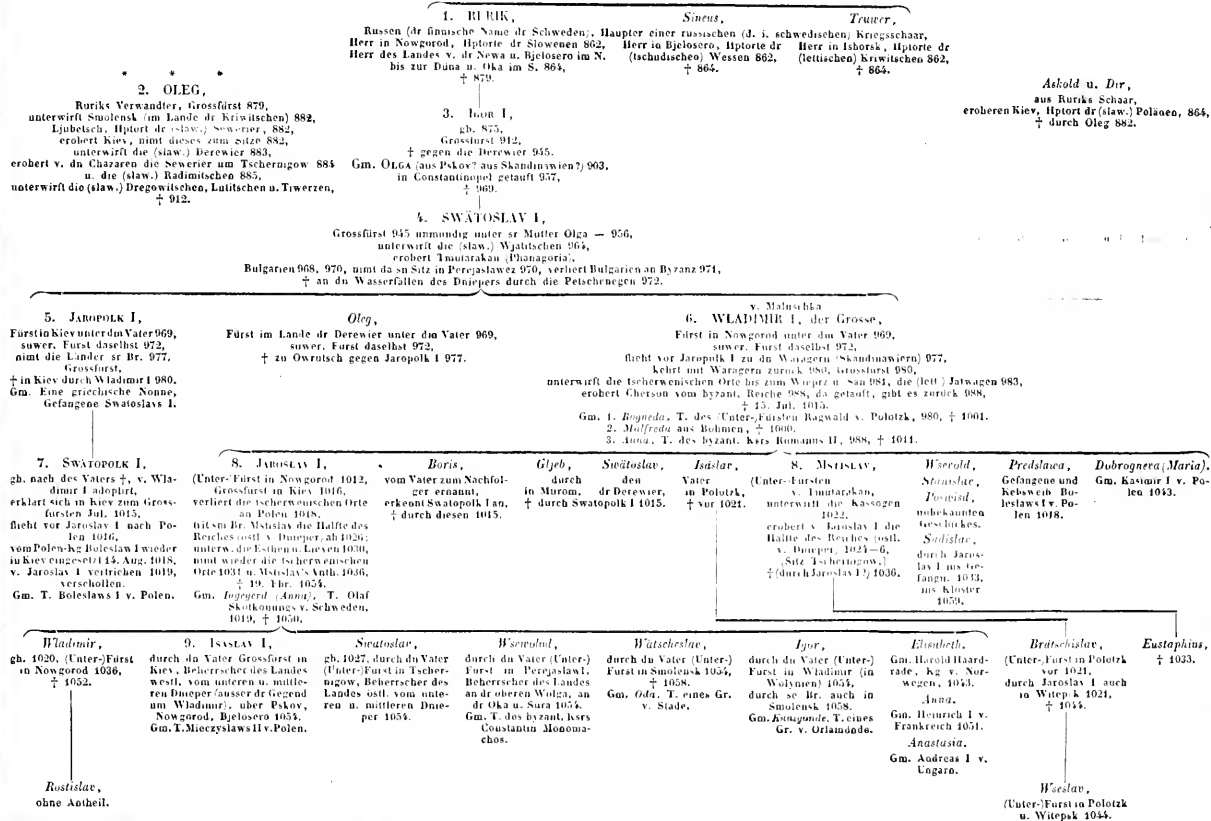 1. RURIK,
Russen (dr finnische Name dr Schweden), Haupter einer russischen (d. i. schwedischen) Kriegsschaar,
Herr in Nowgorod, Hptorte dr Slowenen 862,
Herr des Landes v. dr Newa u. Bjelosero im N.
bis zur Düna u. Oka im S. 864,
† 879.
Sineus,
Herr in Bjelosero, Hptorte dr
(tschudischen) Wessen 862,
† 864.
Truwer,
Herr in Ishorsk, Hptorte dr
(lettischen) Kriwitschen 862,
† 864.
* * *
2. OLEG,
Ruriks Verwandter, Grossfürst 879,
unterwirft Smolensk (im Lande dr Kriwitschen) 882,
Ljubetsch, Hptort dr (slaw.) Sewerier, 882,
erobert Kiev, nimt dieses zum Sitze 882,
unterwirft die (slaw.) Derewier 883,
erobert v. dn Chazaren die Sewerier um Tschernigow 884
u. die (slaw.) Radimitschen 885,
unterwirft die (slaw.) Dregowitschen, Lutitschen u. Tiwerzen,
† 912.
3. IGOR I,
gb. 875,
Grossfürst 912,
† gegen die Derewier 945.
Gm. OLGA (aus Pskov? aus Skandinawien?) 903,
in Constantinopel getauft 957,
† 969.
Askold u. Dir,
aus Ruriks Schaar,
eroberen Kiev, Hptort dr (slaw.) Polänen, 864,
† durch Oleg 882.
4. SWÄTOSLAV I,
Grossfürst 945 unmundig unter sr Mutter Olga — 956,
unterwirft die (slaw.) Wjatitschen 964,
erobert Tmutarakan (Phanagoria),
Bulgarien 968, 970, nimt da sn Sitz in Perejaslawez 970, verliert Bulgarien an Byzanz 971,
† an dn Wasserfällen des Dniepers durch die Petschenegen 972.
5. JAROPOLK I,
Fürst in Kiev unter dm Vater 969,
suwer. Fürst daselbst 972,
nimt die Länder sr Br. 977.
Grossfürst,
† in Kiev durch Wladimir I 980.
Gm. Eine griechische Nonne,
Gefangene Swatoslavs I.
Oleg,
Fürst im Lande dr Derewier unter dm Vater 969,
suwer. Furst daselbst 972,
† zu Owrutsch gegen Jaropolk I 977.
v. Maluschka
6. WLADIMIR I, der Grosse,
Fürst in Nowgorod unter dm Vater 969,
suwer. Furst daselbst 972,
flieht vor Jaropolk I zu dn Waragern (Skandinawiern) 977,
kehrt mit Waragern zurück 980, Grossfürst 980,
unterwirft die tscherwenischen Orte bis zum Wieprz u. San 981, die (lett.) Jatwagen 983,
erobert Cherson vom byzant. Reiche 988, da getauft, gibt es zurück 988,
† 15. Jul. 1015.
Gm. 1. Rogneda, T. des (Unter-)Fürsten Ragwald v. Polotzk, 980, † 1001.
2. Malfreda aus Bohmen, † 1000.
3. Anna, T. des byzant. Ksrs Romanus II, 988, † 1011.
7. SWÄTOPOLK I,
gb. nach des Vaters †, v. Wladimir I adoptirt,
erklärt sich in Kiev zum Grossfürsten Jul. 1015,
flieht vor Jaroslav I nach Polen 1016,
vom Polen-Kg Boleslaw I wieder
in Kiev eingesetzt 14. Aug. 1018,
v. Jaroslav I vertrichen 1019,
verschollen.
Gm. T. Boleslaws I v. Polen.
8. JAROSLAV I,
(Unter-)Fürst in Nowgorod 1012,
Grossfürst in Kiev 1016,
verliert die tscherwenischen Orte
an Polen 1018,
tritt sm Br. Mstislav die Hälfte des
Reiches (östl v Dnieper) ab 1026;
unterw. die Esthen u. Lieven 1030,
nimt wieder die tscherwenischen
Orte 1031 u. Mstislav's Anth. 1036,
† 19. Fbr. 1054.
Gm. Ingegerd (Anna), T. Olaf
Skotkonungs v. Schweden,
1019, † 1050.
Boris,
vom Vater zum Nachfolger ernannt,
erkennt Swatopolk I an,
† durch diesen 1015.
Gljeb, Swätoslav,
durch den
in Murom, dr Derewier,
† durch Swatopolk I 1015.
Isäslav,
Vater
in Polotzk,
† vor 1021,
8. MSTISLAV,
(Unter-)Fursten
v. Tmutarakan,
unterwirft die Kassogen
1022,
erobert v. Jaroslav I die
Hälfte des Reiches (östl.
v. Dnieper) 1024—6,
[Sitz Tschernigow,]
† (durch Jaroslav I?) 1036.
Wsewold,
Stanislav,
Poswisd,
unbekannten
Geschickes.
Sudislav,
durch Jaroslav I ins Gefangn. 1033,
ins Kloster
1059,
Predslawa,
Gefangene und
Kebsweib Boleslaws I v. Polen 1018.
Dobrogneva (Maria).
Gm. Kasimir I v. Polen 1043.
Wladimir,
gb. 1020, (Unter-)Fürst
in Nowgorod 1036,
† 1052.
9. ISASLAV I,
durch dn Vater Grossfürst in
Kiev, Beherrscher des Landes
westl. vom unteren u. mittleren Dnieper (ausser dr Gegend
um Wladimir), über Pskov,
Nowgorod, Bjelosero 1054.
Gm. T. Mieczyslaws II v. Polen.
Swatoslav,
gb. 1027, durch dn Vater
(Unter-)Fürst in Tschernigow, Beherrscher des
Landes östl. vom unteren u. mittleren Dnieper 1054.
Wsewolod,
durch dn Vater (Unter-)
Fürst in Perejaslawl,
Beherrscher des Landes
an dr oberen Wolga, an
dr Oka u. Sura 1054.
Gm. T. des byzant. Ksrs
Constantin Monomachos.
Wätscheslav,
durch dn Vater (Unter-)
Fürst in Smolensk 1054,
† 1058.
Gm. Oda, T. eines Gr.
v. Stade.
Igor,
durch dn Vater (Unter-)
Fürst in Wladimir (in
Wolynien) 1054,
durch se Br. auch in
Smolensk 1058.
Gm. Kunigunde, T. eines
Gr. v. Orlamünde.
Elisabeth.
Gm. Harold Haardrade, Kg v. Norwegen, 1043.
Anna.
Gm. Heinrich I v.
Frankreich 1051.
Anastasia.
Gm. Andreas I v.
Ungarn.
Brätschislav,
(Unter-)Fürst in Polotzk
vor 1021,
durch Jaroslav I auch
in Witepsk 1021,
† 1044.
Eustaphius,
† 1033.
Rostislav,
ohne Antheil.
Wseslav,
(Unter-)Fürst in Polotzk
u. Witepsk 1044.